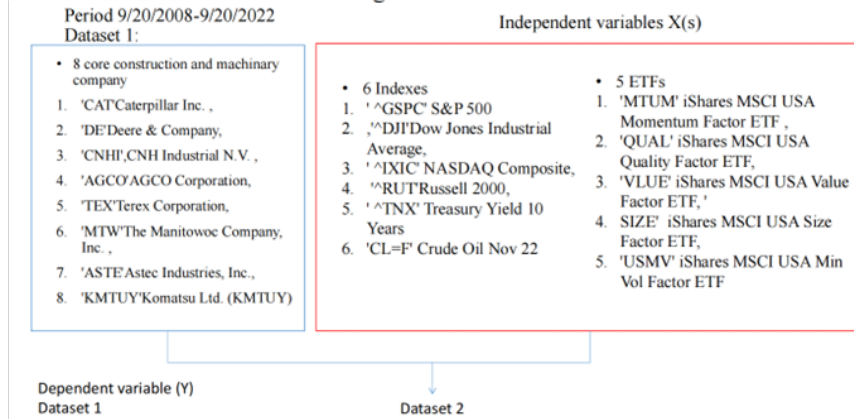 Period 9/20/2008-9/20/2022
Dataset 1:
Independent variables X(s)
• 8 core construction and machinary
company
1. 'CAT'Caterpillar Inc. ,
2. 'DE'Deere & Company,
3. 'CNHI',CNH Industrial N.V. ,
4. 'AGCO'AGCO Corporation,
5. 'TEX'Terex Corporation,
6. 'MTW'The Manitowoc Company,
Inc. ,
7. 'ASTE'Astec Industries, Inc.,
8. 'KMTUY'Komatsu Ltd. (KMTUY)
• 6 Indexes
1. ' ^GSPC' S&P 500
2. ,'^DJI'Dow Jones Industrial
Average,
3. ' ^IXIC' NASDAQ Composite,
4. '^RUT'Russell 2000,
5. ' ^TNX' Treasury Yield 10
Years
6. 'CL=F' Crude Oil Nov 22
• 5 ETFs
1. 'MTUM' iShares MSCI USA
Momentum Factor ETF ,
2. 'QUAL' iShares MSCI USA
Quality Factor ETF,
3. 'VLUE' iShares MSCI USA Value
Factor ETF, '
4. SIZE' iShares MSCI USA Size
Factor ETF,
5. 'USMV' iShares MSCI USA Min
Vol Factor ETF
Dependent variable (Y)
Dataset 1
Dataset 2